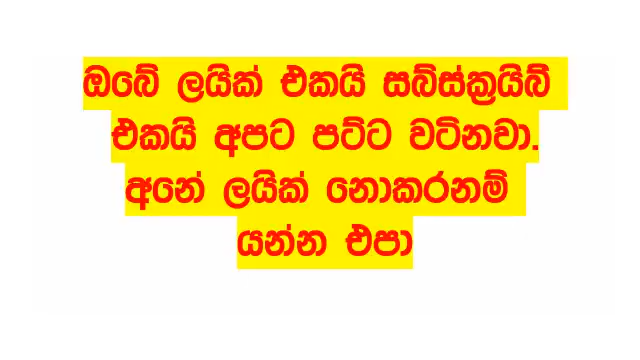 ඔබේ ලයික් එකයි සබ්ස්ක්‍රයිබ්
එකයි අපට පට්ට වටිනවා.
අනේ ලයික් නොකරනම්
යන්න එපා